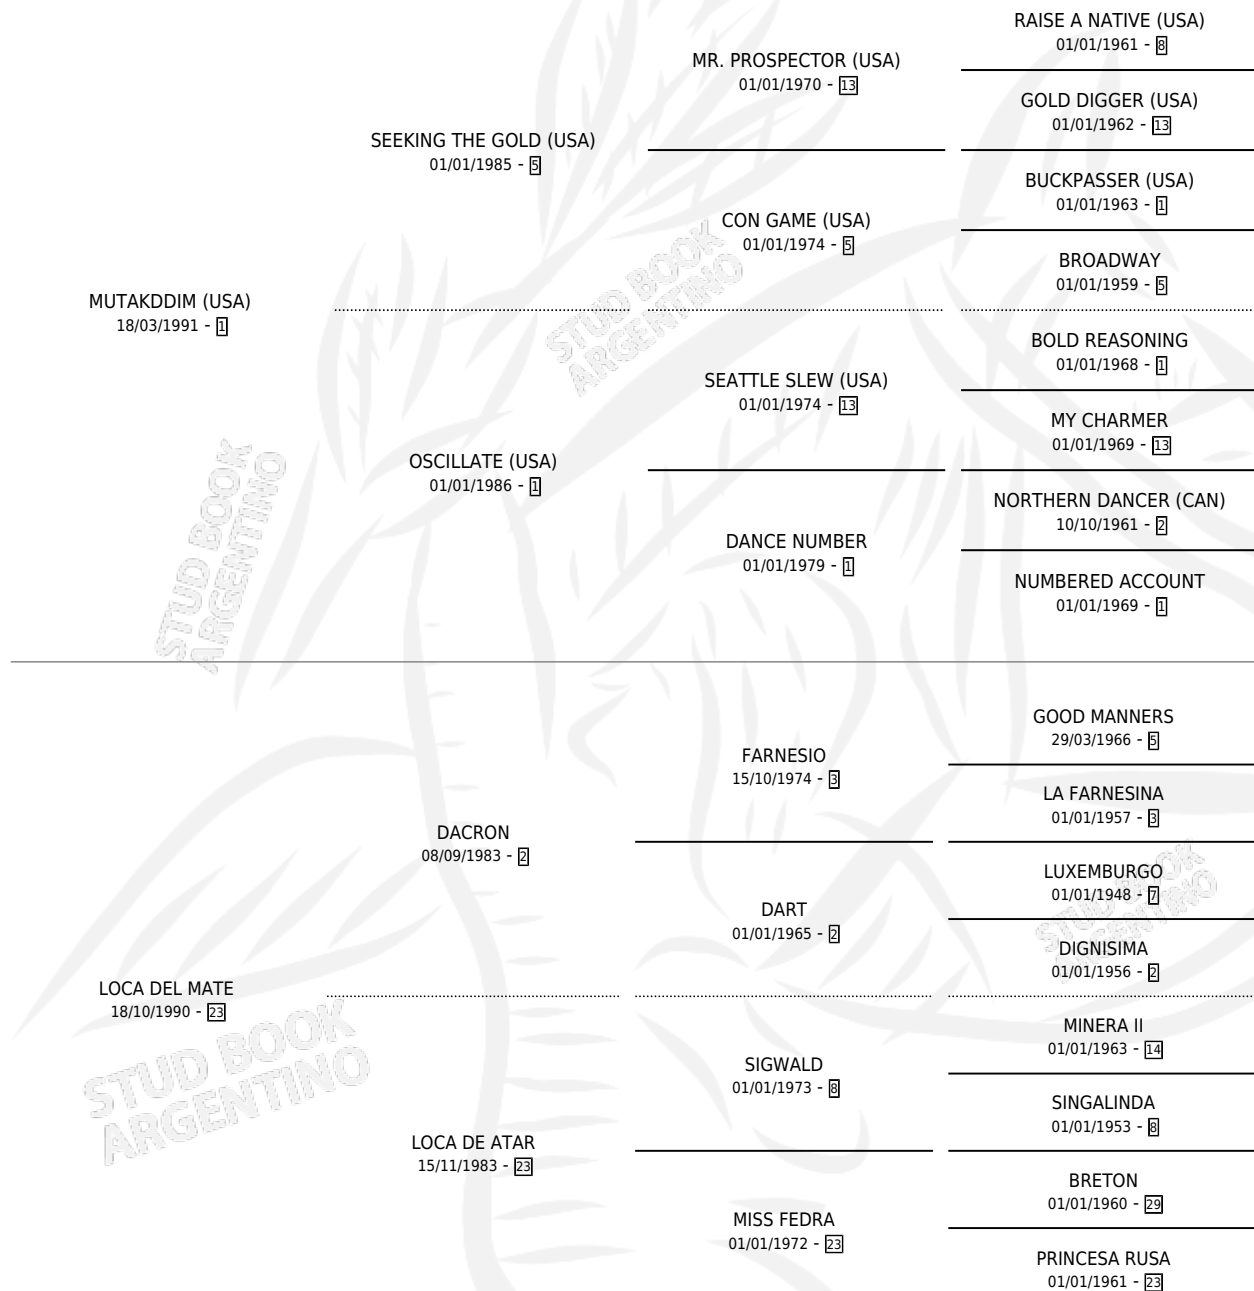 RAISE A NATIVE (USA)
01/01/1961 - 8
MR. PROSPECTOR (USA)
01/01/1970 - 13
GOLD DIGGER (USA)
01/01/1962 - 13
SEEKING THE GOLD (USA)
01/01/1985 - 5
BUCKPASSER (USA)
01/01/1963 - 1
CON GAME (USA)
01/01/1974 - 5
BROADWAY
01/01/1959 - 5
MUTAKDDIM (USA)
18/03/1991 - 1
BOLD REASONING
01/01/1968 - 1
SEATTLE SLEW (USA)
01/01/1974 - 13
MY CHARMER
01/01/1969 - 13
OSCILLATE (USA)
01/01/1986 - 1
NORTHERN DANCER (CAN)
10/10/1961 - 2
DANCE NUMBER
01/01/1979 - 1
NUMBERED ACCOUNT
01/01/1969 - 1
GOOD MANNERS
29/03/1966 - 5
FARNESIO
15/10/1974 - 3
LA FARNESINA
01/01/1957 - 3
DACRON
08/09/1983 - 2
LUXEMBURGO
01/01/1948 - 7
DART
01/01/1965 - 2
DIGNISIMA
01/01/1956 - 2
LOCA DEL MATE
18/10/1990 - 23
MINERA II
01/01/1963 - 14
SIGWALD
01/01/1973 - 8
SINGALINDA
01/01/1953 - 8
LOCA DE ATAR
15/11/1983 - 23
BRETON
01/01/1960 - 29
MISS FEDRA
01/01/1972 - 23
PRINCESA RUSA
01/01/1961 - 23
STUD BOOK
ARGENTINO
STUD BOOK
ARGENTINO
STUD BOOK
ARGENTINO
STUD BOOK
ARGENTINO